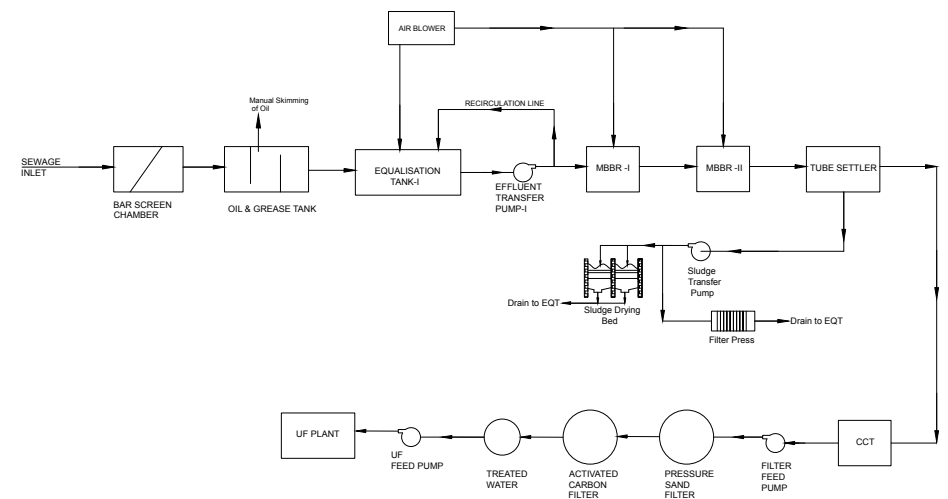 AIR BLOWER
Manual Skimming
of Oil
RECIRCULATION LINE
SEWAGE
INLET
BAR SCREEN
CHAMBER
OIL & GREASE TANK
EQUALISATION
TANK-I
EFFLUENT
TRANSFER
PUMP-I
MBBR -I
MBBR -II
TUBE SETTLER
Sludge
Transfer
Pump
Drain to EQT
Sludge Drying
Bed
Filter Press
Drain to EQT
UF PLANT
UF
FEED PUMP
TREATED
WATER
ACTIVATED
CARBON
FILTER
PRESSURE
SAND
FILTER
FILTER
FEED
PUMP
CCT